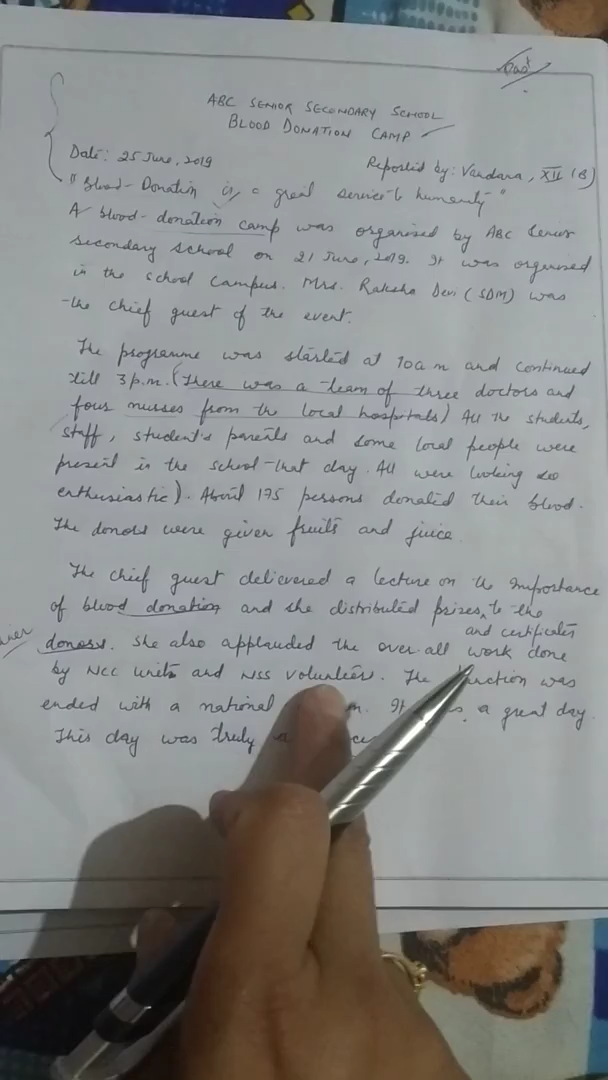 ABC SENIOR SECONDARY SCHOOL
BLOOD DONATION CAMP
Date: 25 June, 2019 Reported by: Vandana, XII (B)
"Blood-Donation is a great service to humanity"
A blood-donation camp was organised by ABC Senior
Secondary School on 21 June, 2019. It was organised
in the school campus. Mrs. Raksha Devi (SDM) was
the chief guest of the event.
The programme was started at 10 a m and continued
till 3 p.m. (There was a team of three doctors and
four nurses from the local hospitals) All the students,
staff, student's parents and some local people were
present in the school that day. All were looking so
enthusiastic). About 175 persons donated their blood.
The donors were given fruits and juice.
The chief guest delivered a lecture on the importance
of blood donation and she distributed prizes, to the
and certificates
donors. She also applauded the over all work done
by NCC units and NSS volunteers. The was
ended with a national It a great day.
This day was truly